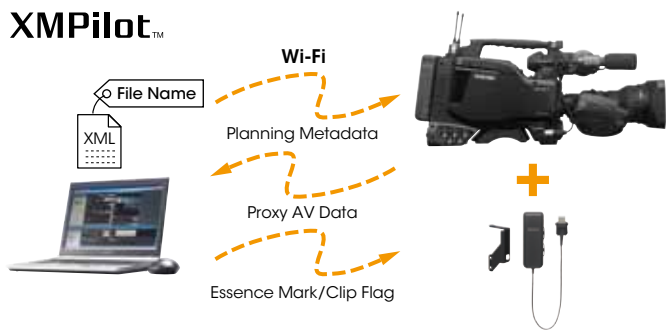 XMPilot™
Wi-Fi
File Name
XML
Planning Metadata
Proxy AV Data
Essence Mark/Clip Flag